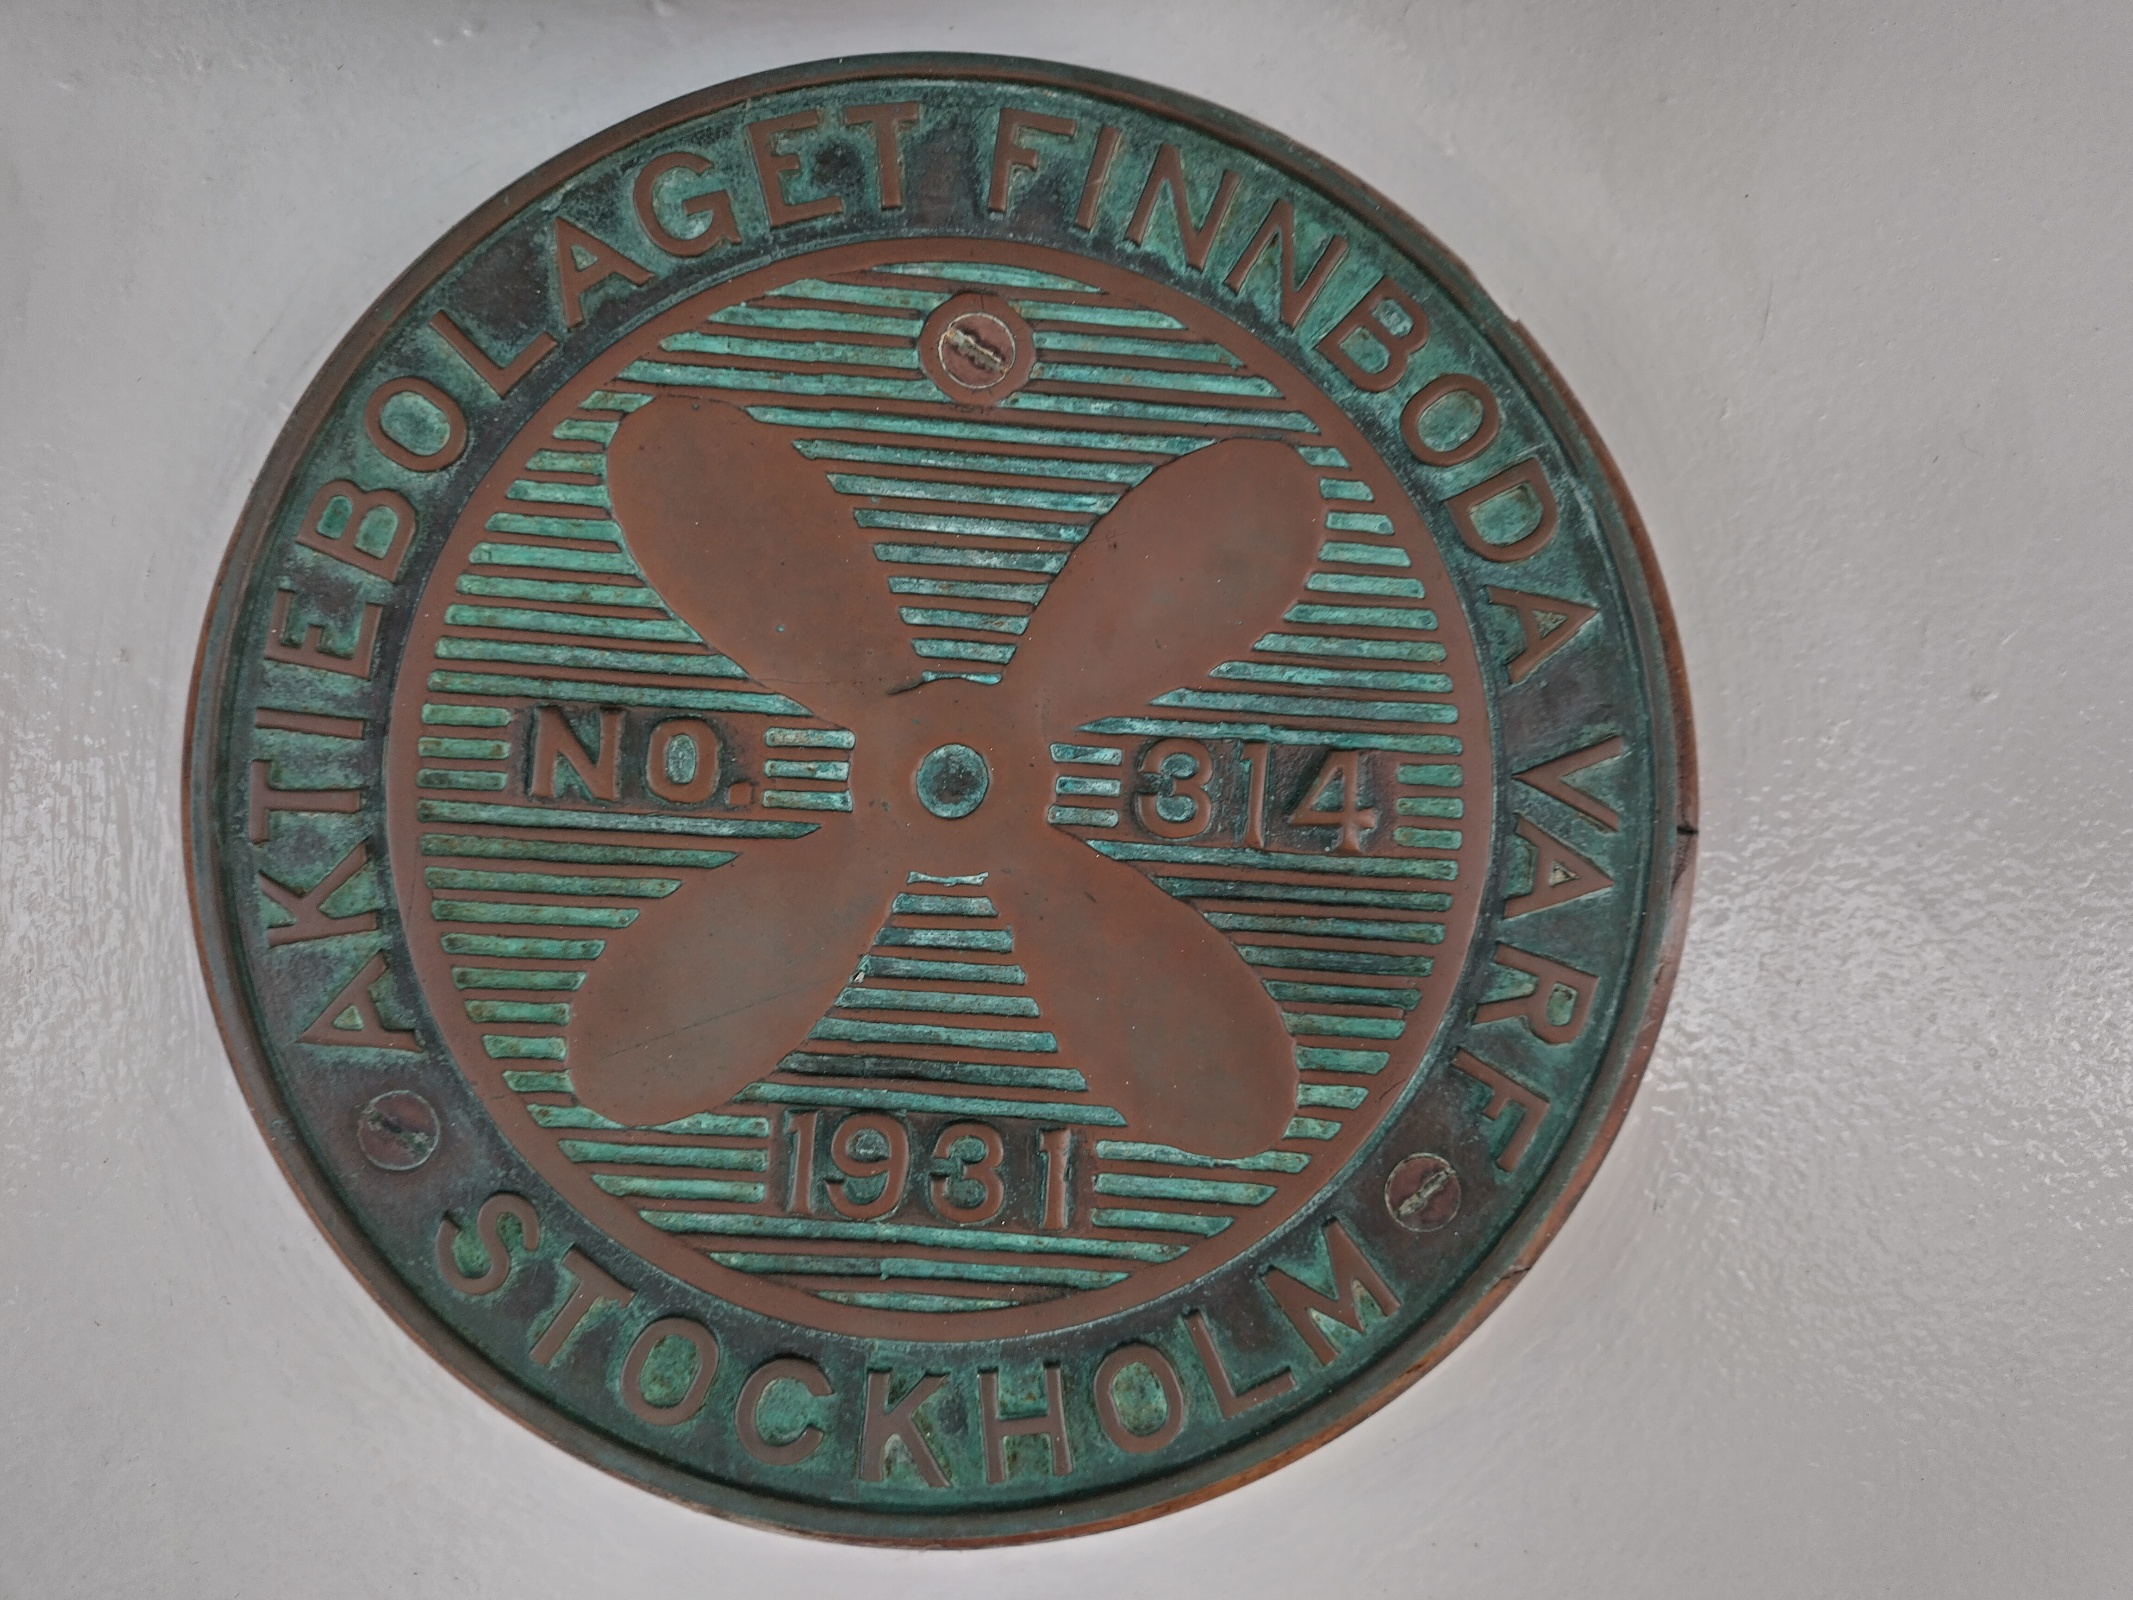 AKTIEBOLAGET FINNBODA VARF
NO. 314
1931
STOCKHOLM